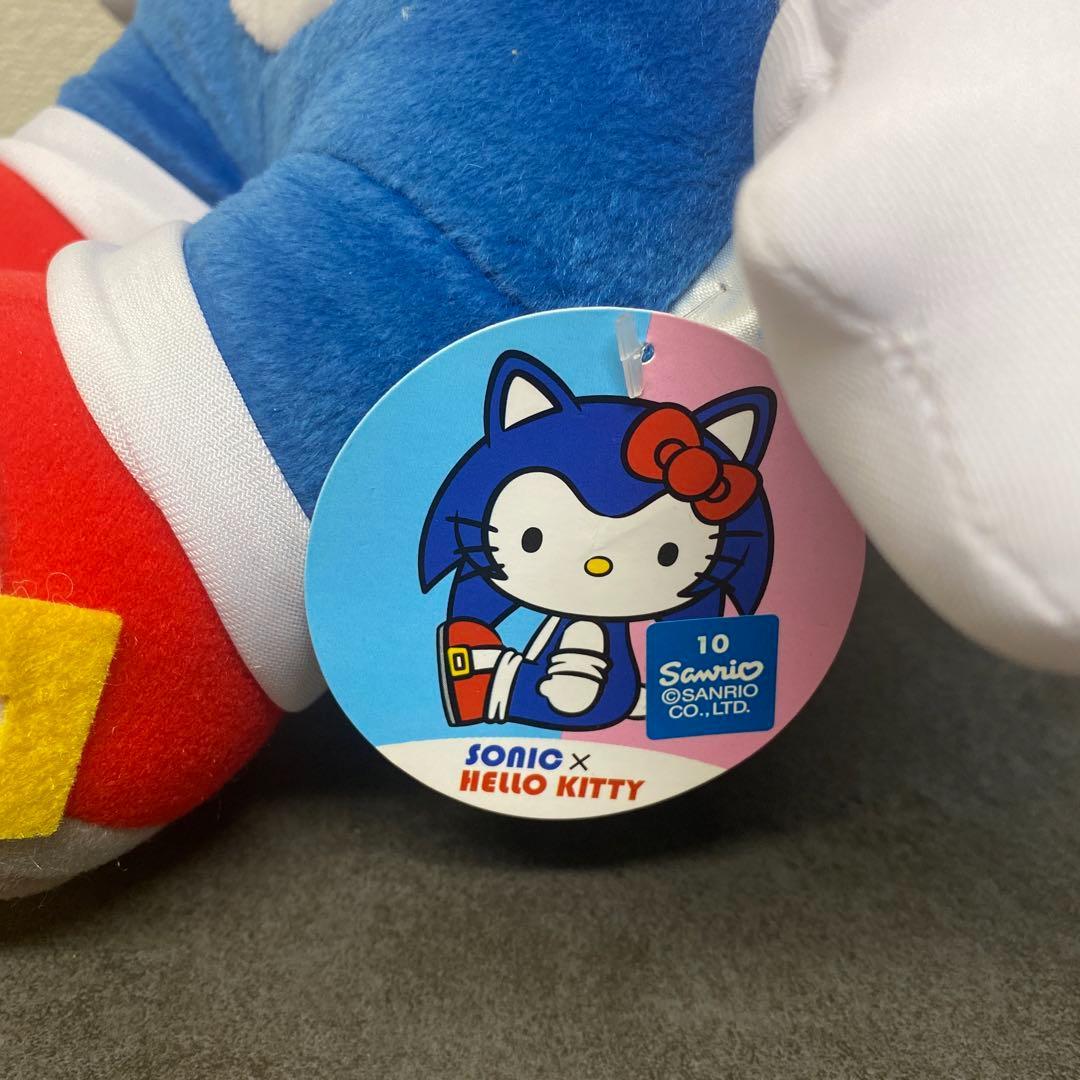 10
Sanrio
©SANRIO
CO., LTD.
SONIC ×
HELLO KITTY